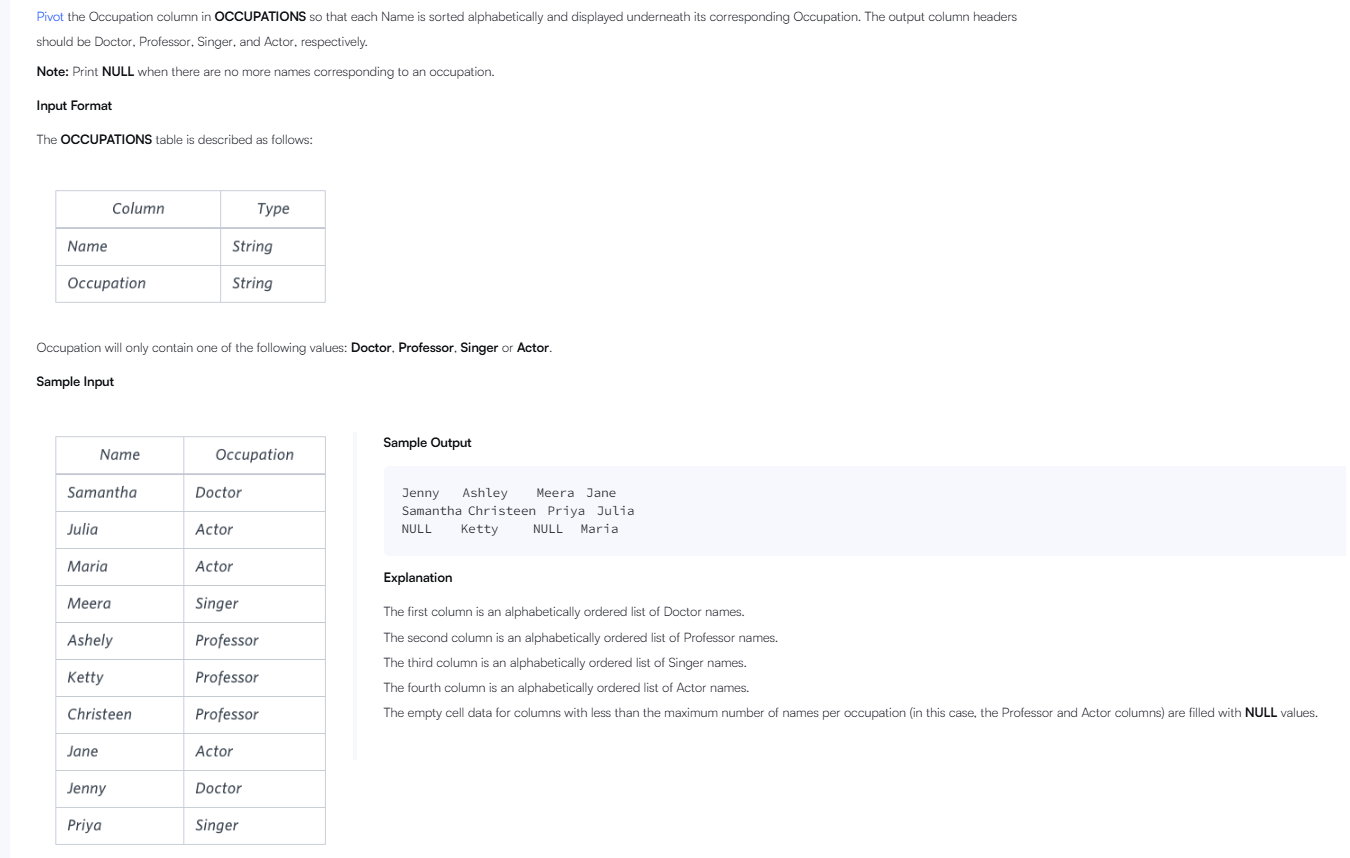 Pivot the Occupation column in OCCUPATIONS so that each Name is sorted alphabetically and displayed underneath its corresponding Occupation. The output column headers
should be Doctor, Professor, Singer, and Actor, respectively.
Note: Print NULL when there are no more names corresponding to an occupation.
Input Format
The OCCUPATIONS table is described as follows:
Column Type
Name String
Occupation String
Occupation will only contain one of the following values: Doctor, Professor, Singer or Actor.
Sample Input
Name Occupation
Samantha Doctor
Julia Actor
Maria Actor
Meera Singer
Ashely Professor
Ketty Professor
Christeen Professor
Jane Actor
Jenny Doctor
Priya Singer
Sample Output
Jenny Ashley Meera Jane
Samantha Christeen Priya Julia
NULL Ketty NULL Maria
Explanation
The first column is an alphabetically ordered list of Doctor names.
The second column is an alphabetically ordered list of Professor names.
The third column is an alphabetically ordered list of Singer names.
The fourth column is an alphabetically ordered list of Actor names.
The empty cell data for columns with less than the maximum number of names per occupation (in this case, the Professor and Actor columns) are filled with NULL values.